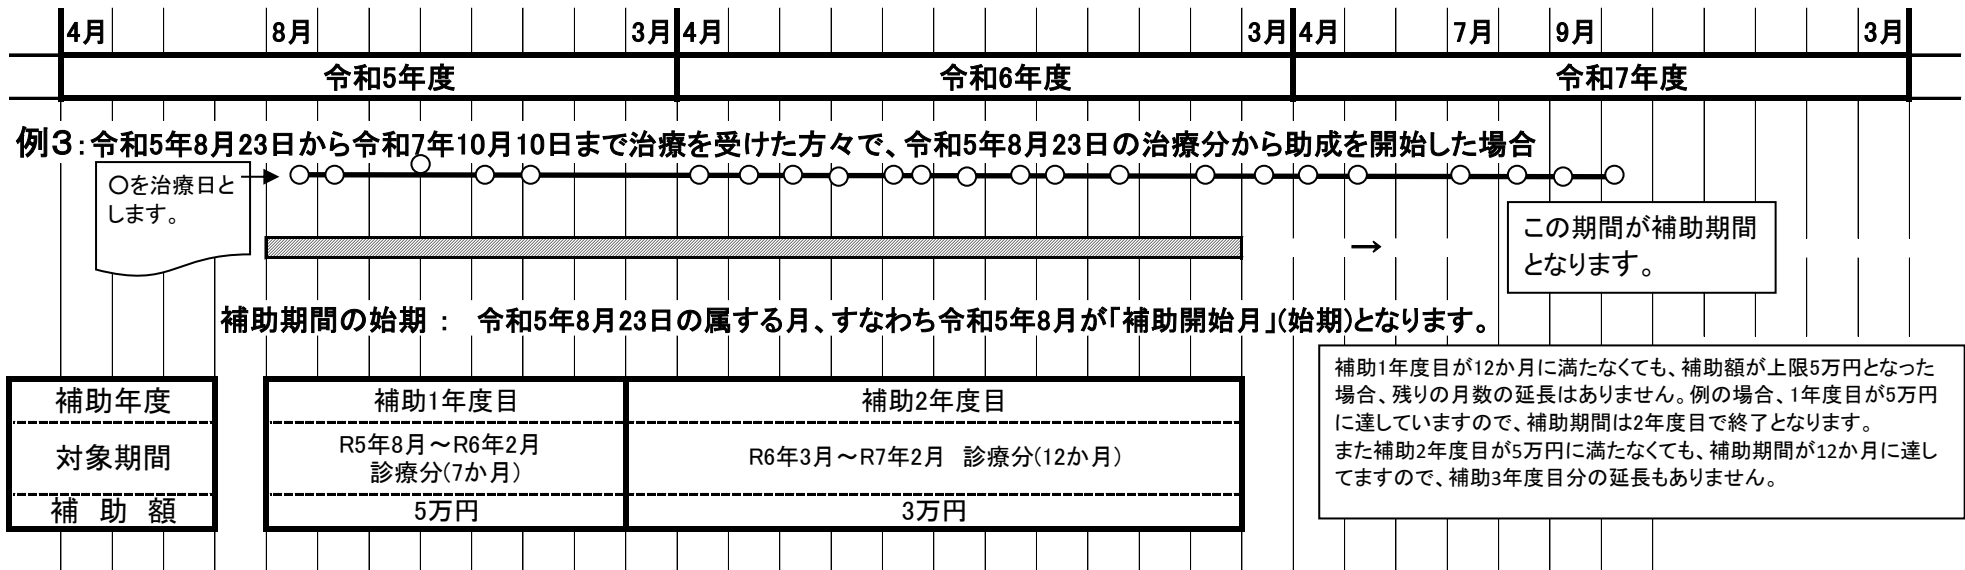 4月 8月 3月 4月 3月 4月 7月 9月 3月
令和5年度 令和6年度 令和7年度
例3:令和5年8月23日から令和7年10月10日まで治療を受けた方々で、令和5年8月23日の治療分から助成を開始した場合
○を治療日と
します。
この期間が補助期間
となります。
→
補助期間の始期 : 令和5年8月23日の属する月、すなわち令和5年8月が「補助開始月」(始期)となります。
補助1年度目が12か月に満たなくても、補助額が上限5万円となった
場合、残りの月数の延長はありません。例の場合、1年度目が5万円
に達していますので、補助期間は2年度目で終了となります。
また補助2年度目が5万円に満たなくても、補助期間が12か月に達し
てますので、補助3年度目分の延長もありません。
補助年度 補助1年度目 補助2年度目
対象期間 R5年8月～R6年2月
診療分(7か月) R6年3月～R7年2月 診療分(12か月)
補 助 額 5万円 3万円